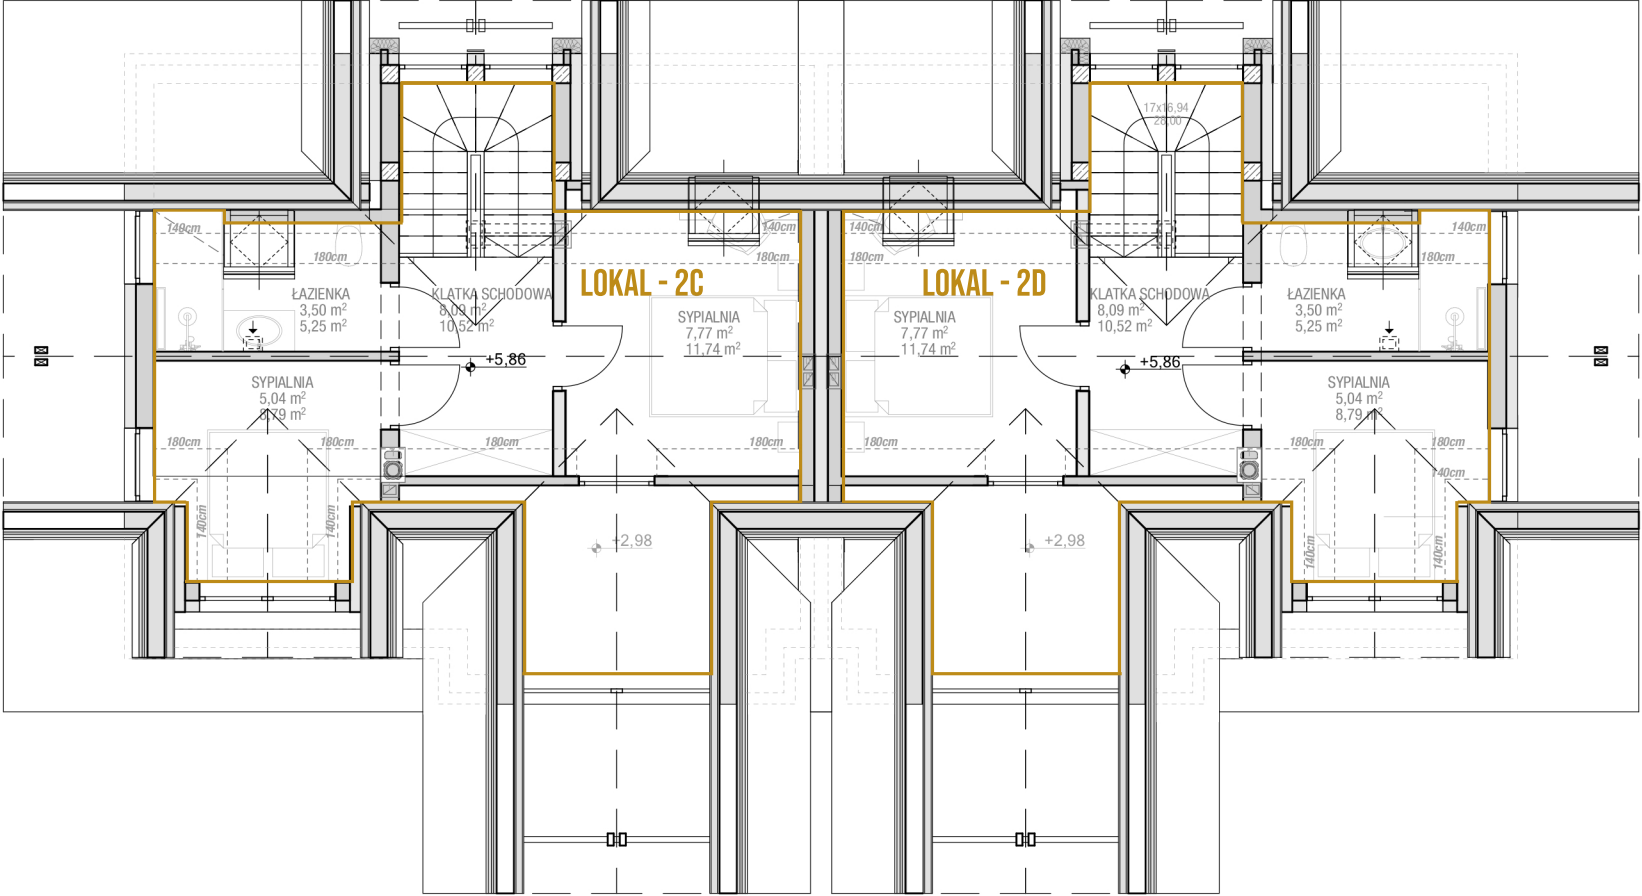 17x16,94
28,00
140cm
180cm
140cm
180cm
140cm
180cm
140cm
180cm
LOKAL - 2C
LOKAL - 2D
ŁAZIENKA
3,50 m²
5,25 m²
KLATKA SCHODOWA
8,09 m²
10,52 m²
SYPIALNIA
7,77 m²
11,74 m²
SYPIALNIA
7,77 m²
11,74 m²
KLATKA SCHODOWA
8,09 m²
10,52 m²
ŁAZIENKA
3,50 m²
5,25 m²
+5,86
+5,86
SYPIALNIA
5,04 m²
8,79 m²
SYPIALNIA
5,04 m²
8,79 m²
180cm
180cm
180cm
180cm
180cm
180cm
180cm
140cm
140cm
140cm
140cm
140cm
+2,98
+2,98